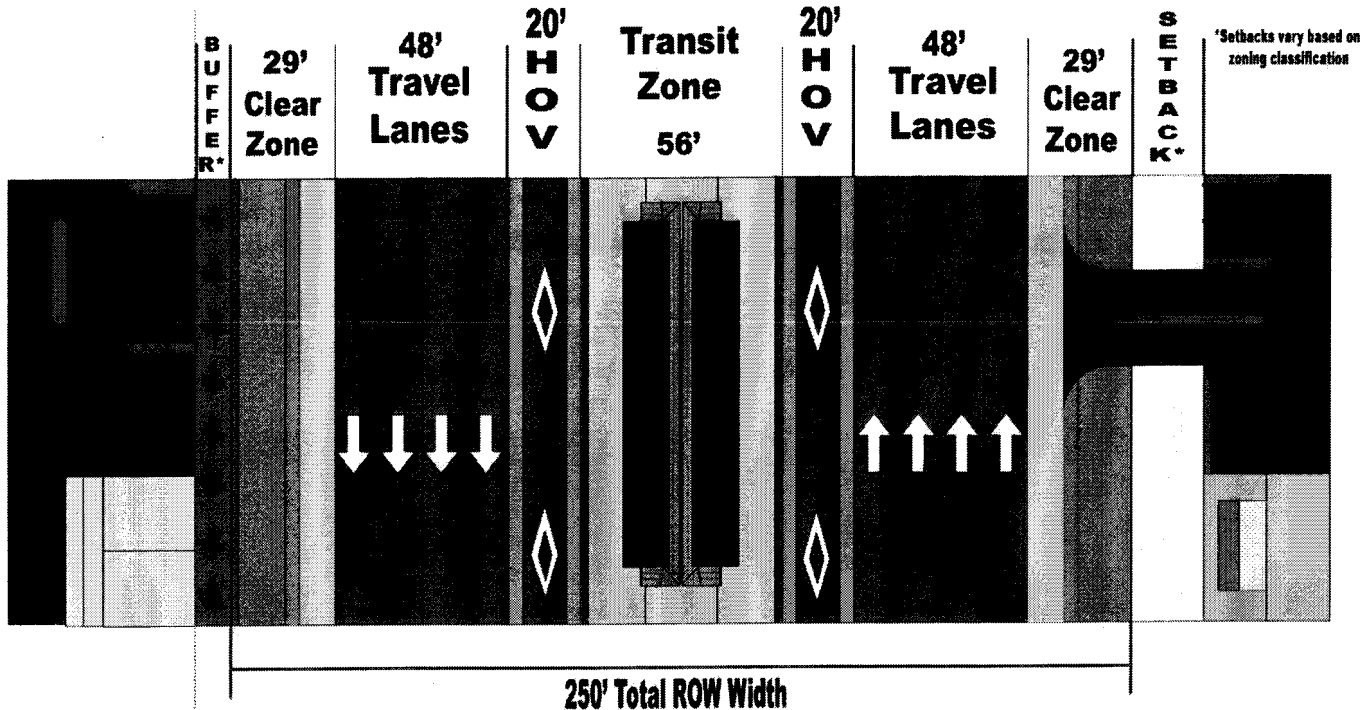 BUFFER*
29'
Clear
Zone
48'
Travel
Lanes
20'
HOV
Transit
Zone
56'
20'
HOV
48'
Travel
Lanes
29'
Clear
Zone
SETBACK*
*Setbacks vary based on
zoning classification
250' Total ROW Width